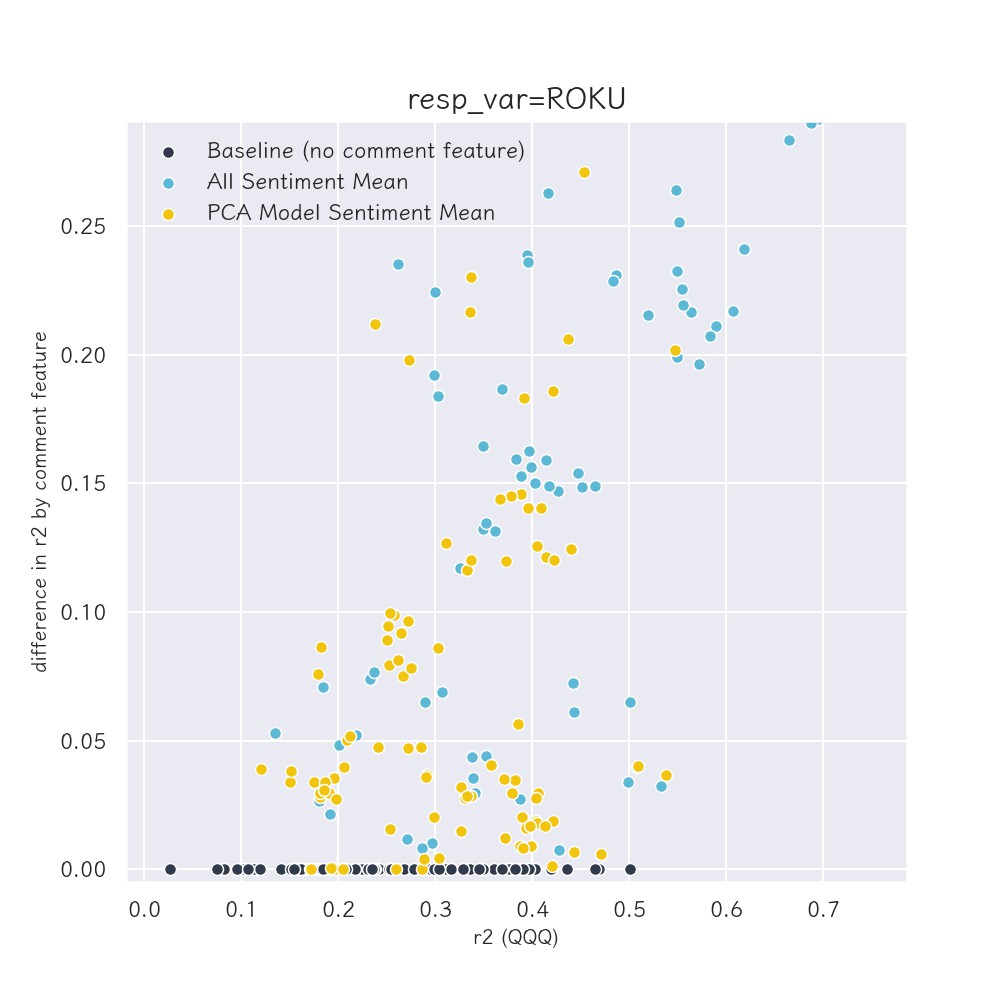 resp_var=ROKU
Baseline (no comment feature)
All Sentiment Mean
PCA Model Sentiment Mean
difference in r2 by comment feature
0.25
0.20
0.15
0.10
0.05
0.00
0.0 0.1 0.2 0.3 0.4 0.5 0.6 0.7
r2 (QQQ)